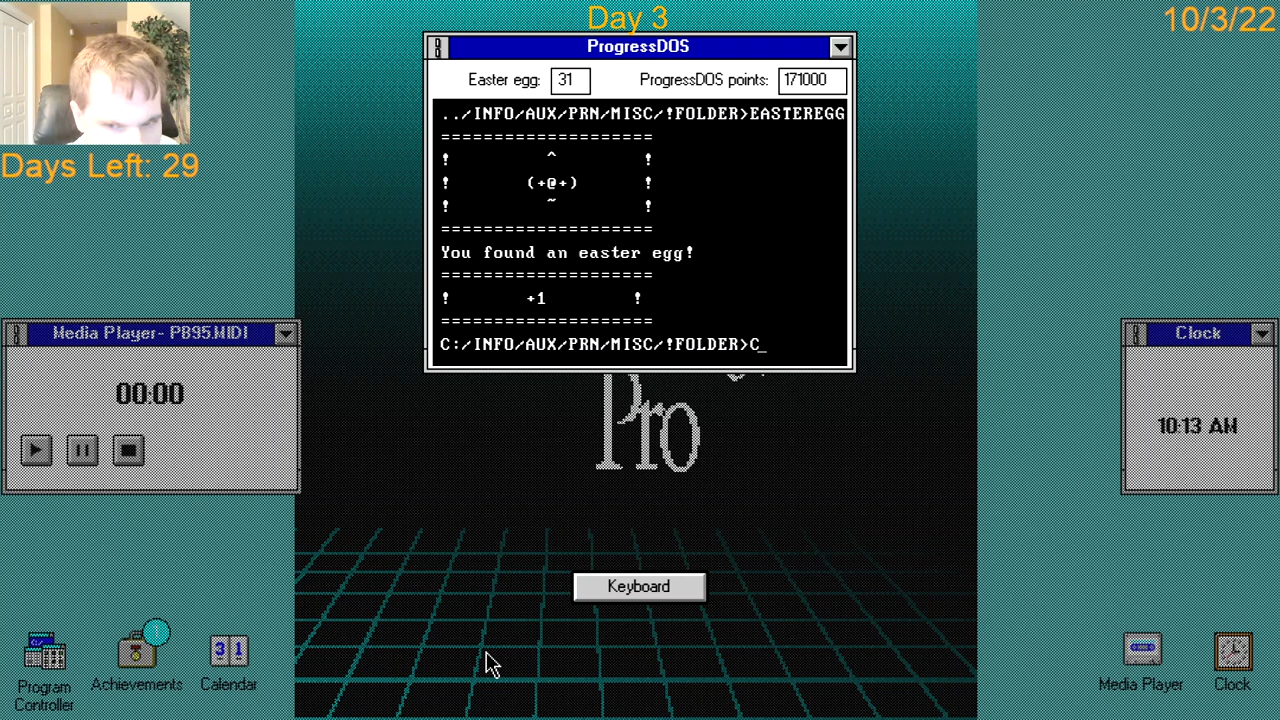 Day 3
10/3/22
ProgressDOS
Easter egg: 31 ProgressDOS points: 171000
../INFO/AUX/PRN/MISC/!FOLDER>EASTEREGG
====================
! ^ !
! (+@+) !
! ~ !
====================
You found an easter egg!
====================
! +1 !
====================
C:/INFO/AUX/PRN/MISC/!FOLDER>C_
Days Left: 29
Media Player- PB95.MIDI
00:00
Clock
10:13 AM
Pro
Keyboard
Program
Controller
1
Achievements
31
Calendar
Media Player
Clock